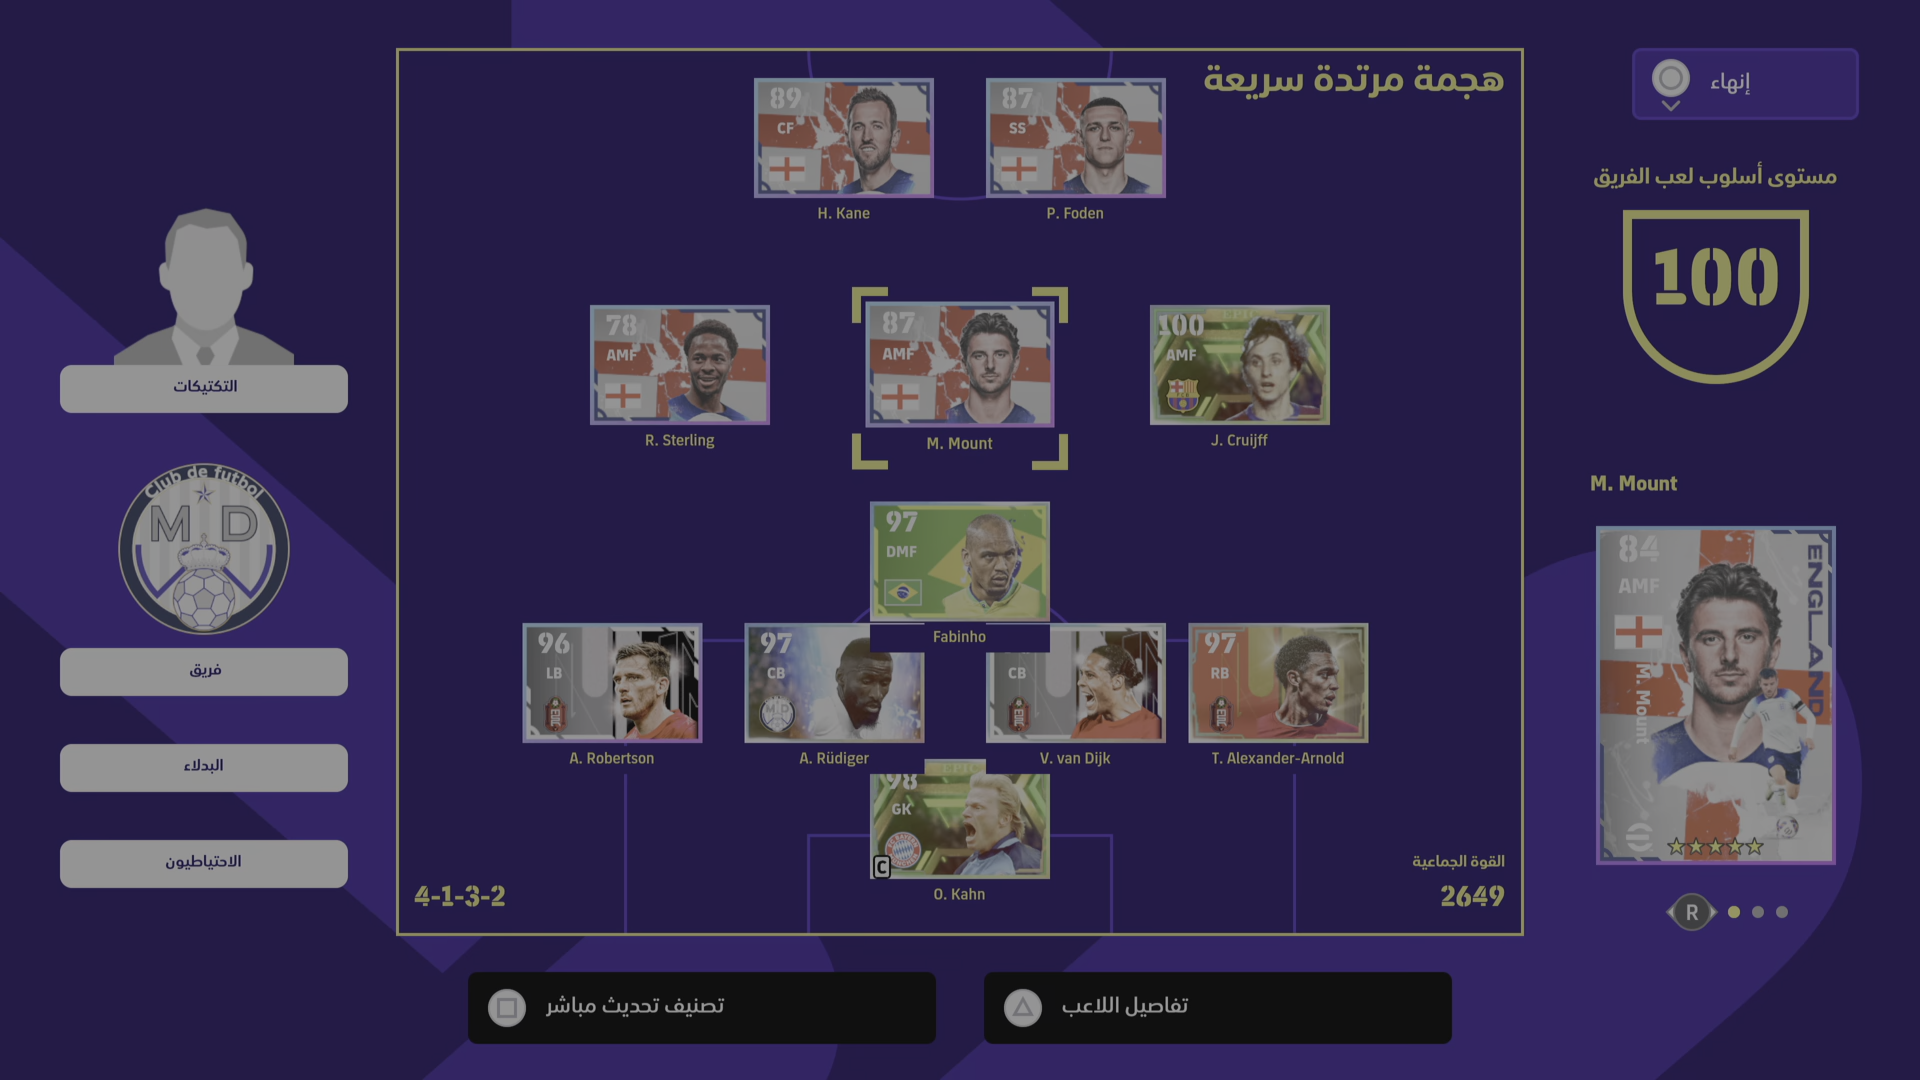 هجمة مرتدة سريعة
إنهاء
مستوى أسلوب لعب الفريق
100
89
CF
H. Kane
87
SS
P. Foden
78
AMF
R. Sterling
87
AMF
M. Mount
100
AMF
J. Cruijff
97
DMF
Fabinho
96
LB
A. Robertson
97
CB
A. Rüdiger
CB
V. van Dijk
97
RB
T. Alexander-Arnold
EPIC
98
GK
C
O. Kahn
4-1-3-2
القوة الجماعية
2649
التكتيكات
Club de futbol
M D
فريق
البدلاء
الاحتياطيون
M. Mount
84
AMF
ENGLAND
M. Mount
R
تصنيف تحديث مباشر
تفاصيل اللاعب